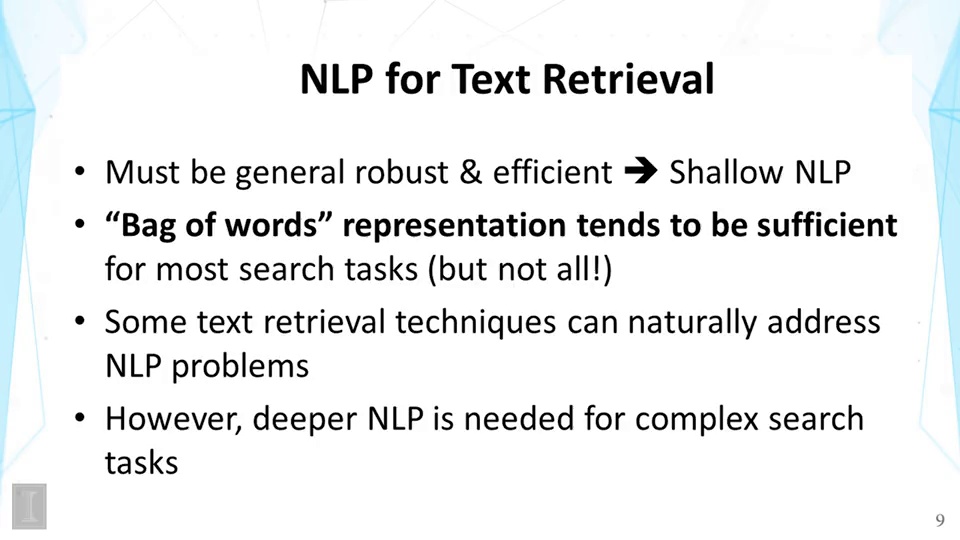 NLP for Text Retrieval
• Must be general robust & efficient ➔ Shallow NLP
• “Bag of words” representation tends to be sufficient
for most search tasks (but not all!)
• Some text retrieval techniques can naturally address
NLP problems
• However, deeper NLP is needed for complex search
tasks
I
9